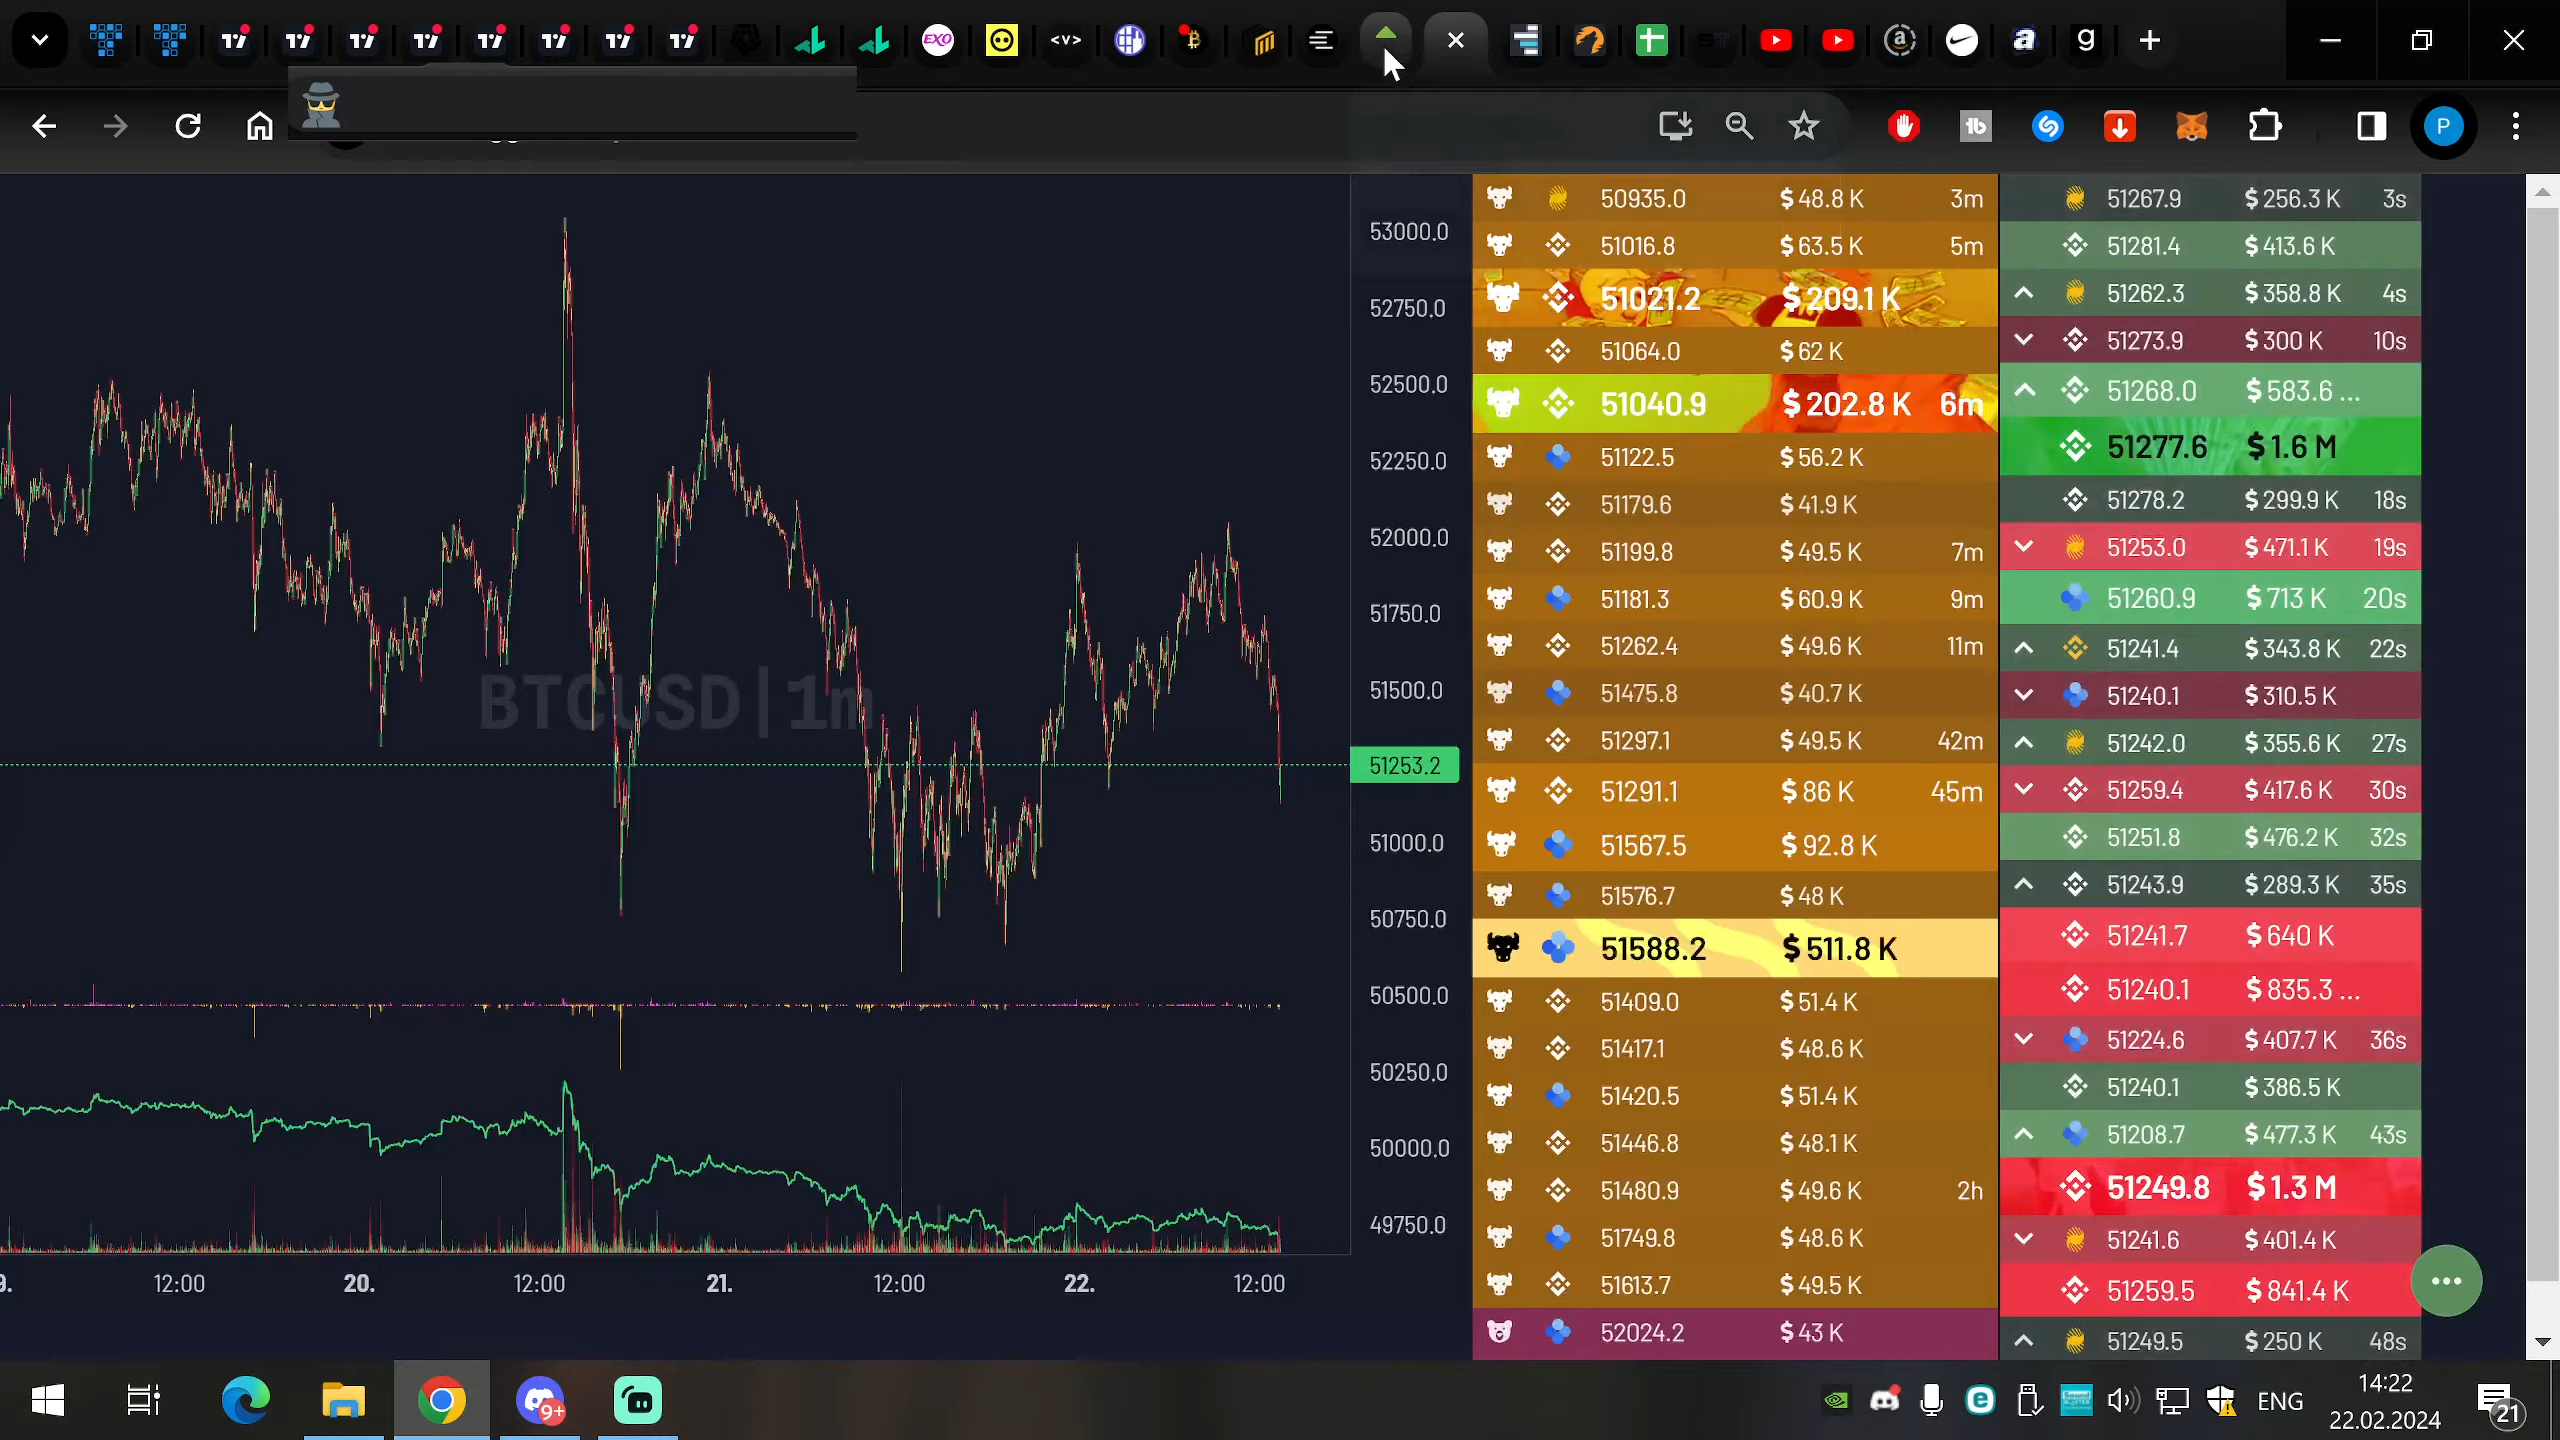 EXO
<v>
a
a
g
P
BTCUSD|1m
53000.0
52750.0
52500.0
52250.0
52000.0
51750.0
51500.0
51253.2
51000.0
50750.0
50500.0
50250.0
50000.0
49750.0
9. 12:00 20. 12:00 21. 12:00 22. 12:00
50935.0 $ 48.8 K 3m
51016.8 $ 63.5 K 5m
51021.2 $ 209.1 K
51064.0 $ 62 K
51040.9 $ 202.8 K 6m
51122.5 $ 56.2 K
51179.6 $ 41.9 K
51199.8 $ 49.5 K 7m
51181.3 $ 60.9 K 9m
51262.4 $ 49.6 K 11m
51475.8 $ 40.7 K
51297.1 $ 49.5 K 42m
51291.1 $ 86 K 45m
51567.5 $ 92.8 K
51576.7 $ 48 K
51588.2 $ 511.8 K
51409.0 $ 51.4 K
51417.1 $ 48.6 K
51420.5 $ 51.4 K
51446.8 $ 48.1 K
51480.9 $ 49.6 K 2h
51749.8 $ 48.6 K
51613.7 $ 49.5 K
52024.2 $ 43 K
51267.9 $ 256.3 K 3s
51281.4 $ 413.6 K
51262.3 $ 358.8 K 4s
51273.9 $ 300 K 10s
51268.0 $ 583.6 ...
51277.6 $ 1.6 M
51278.2 $ 299.9 K 18s
51253.0 $ 471.1 K 19s
51260.9 $ 713 K 20s
51241.4 $ 343.8 K 22s
51240.1 $ 310.5 K
51242.0 $ 355.6 K 27s
51259.4 $ 417.6 K 30s
51251.8 $ 476.2 K 32s
51243.9 $ 289.3 K 35s
51241.7 $ 640 K
51240.1 $ 835.3 ...
51224.6 $ 407.7 K 36s
51240.1 $ 386.5 K
51208.7 $ 477.3 K 43s
51249.8 $ 1.3 M
51241.6 $ 401.4 K
51259.5 $ 841.4 K
51249.5 $ 250 K 48s
9+
ENG
14:22
22.02.2024
21